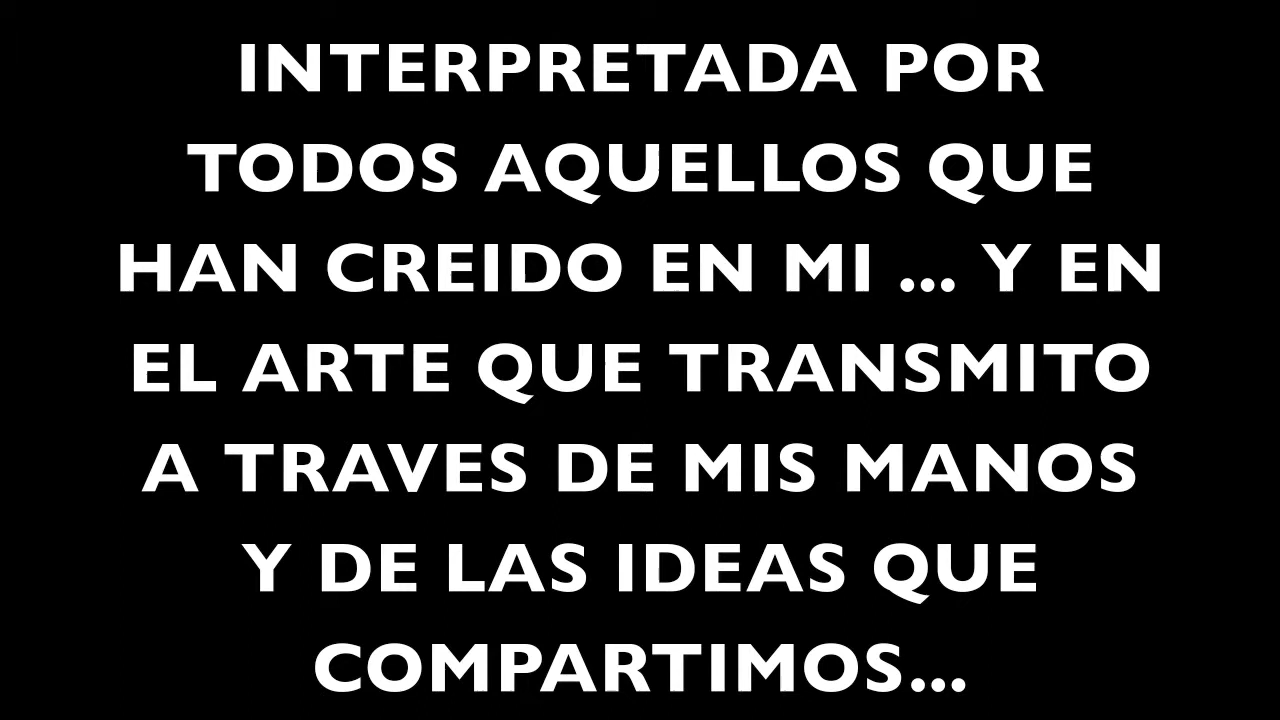 INTERPRETADA POR
TODOS AQUELLOS QUE
HAN CREIDO EN MI ... Y EN
EL ARTE QUE TRANSMITO
A TRAVES DE MIS MANOS
Y DE LAS IDEAS QUE
COMPARTIMOS...